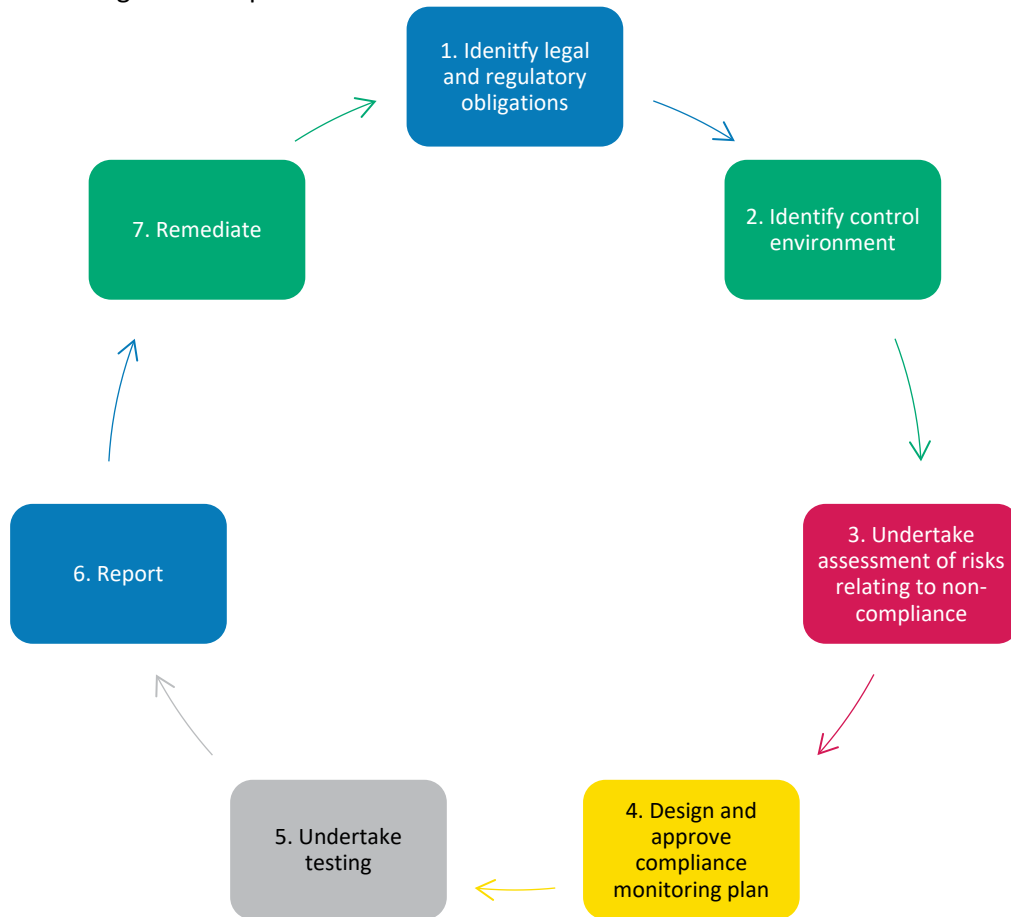 1. Idenitfy legal
and regulatory
obligations
2. Identify control
environment
3. Undertake
assessment of risks
relating to non-
compliance
4. Design and
approve
compliance
monitoring plan
5. Undertake
testing
6. Report
7. Remediate